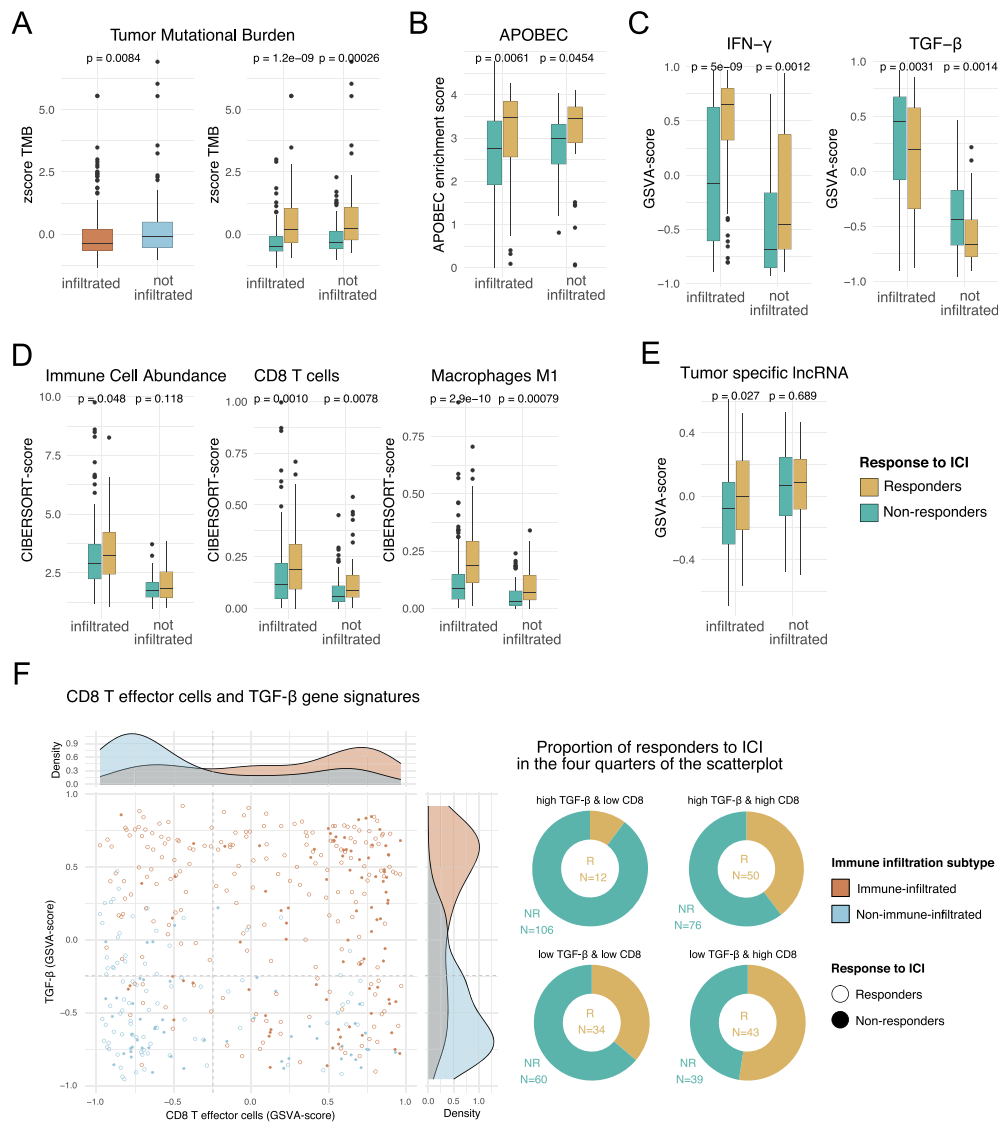 A
Tumor Mutational Burden
p = 0.0084
p = 1.2e−09
p = 0.00026
zscore TMB
5.0
2.5
0.0
infiltrated
not
infiltrated
zscore TMB
5.0
2.5
0.0
infiltrated
not
infiltrated
B
APOBEC
p = 0.0061
p = 0.0454
APOBEC enrichment score
4
3
2
1
0
infiltrated
not
infiltrated
C
IFN−γ
p = 5e−09
p = 0.0012
GSVA-score
1.0
0.5
0.0
−0.5
−1.0
infiltrated
not
infiltrated
TGF−β
p = 0.0031
p = 0.0014
GSVA-score
1.0
0.5
0.0
−0.5
−1.0
infiltrated
not
infiltrated
D
Immune Cell Abundance
p = 0.048
p = 0.118
CIBERSORT-score
10.0
7.5
5.0
2.5
infiltrated
not
infiltrated
CD8 T cells
p = 0.0010
p = 0.0078
CIBERSORT-score
1.00
0.75
0.50
0.25
0.00
infiltrated
not
infiltrated
Macrophages M1
p = 2.9e−10
p = 0.00079
CIBERSORT-score
0.75
0.50
0.25
0.00
infiltrated
not
infiltrated
E
Tumor specific lncRNA
p = 0.027
p = 0.689
GSVA-score
0.4
0.0
−0.4
infiltrated
not
infiltrated
Response to ICI
Responders
Non-responders
F
CD8 T effector cells and TGF-β gene signatures
Density
0.9
0.6
0.3
0.0
TGF-β (GSVA-score)
1.0
0.5
0.0
−0.5
−1.0
−1.0
−0.5
0.0
0.5
1.0
CD8 T effector cells (GSVA-score)
0.0
0.5
1.0
Density
Proportion of responders to ICI
in the four quarters of the scatterplot
high TGF-β & low CD8
R
N=12
NR
N=106
high TGF-β & high CD8
R
N=50
NR
N=76
low TGF-β & low CD8
R
N=34
NR
N=60
low TGF-β & high CD8
R
N=43
NR
N=39
Immune infiltration subtype
Immune-infiltrated
Non-immune-infiltrated
Response to ICI
Responders
Non-responders